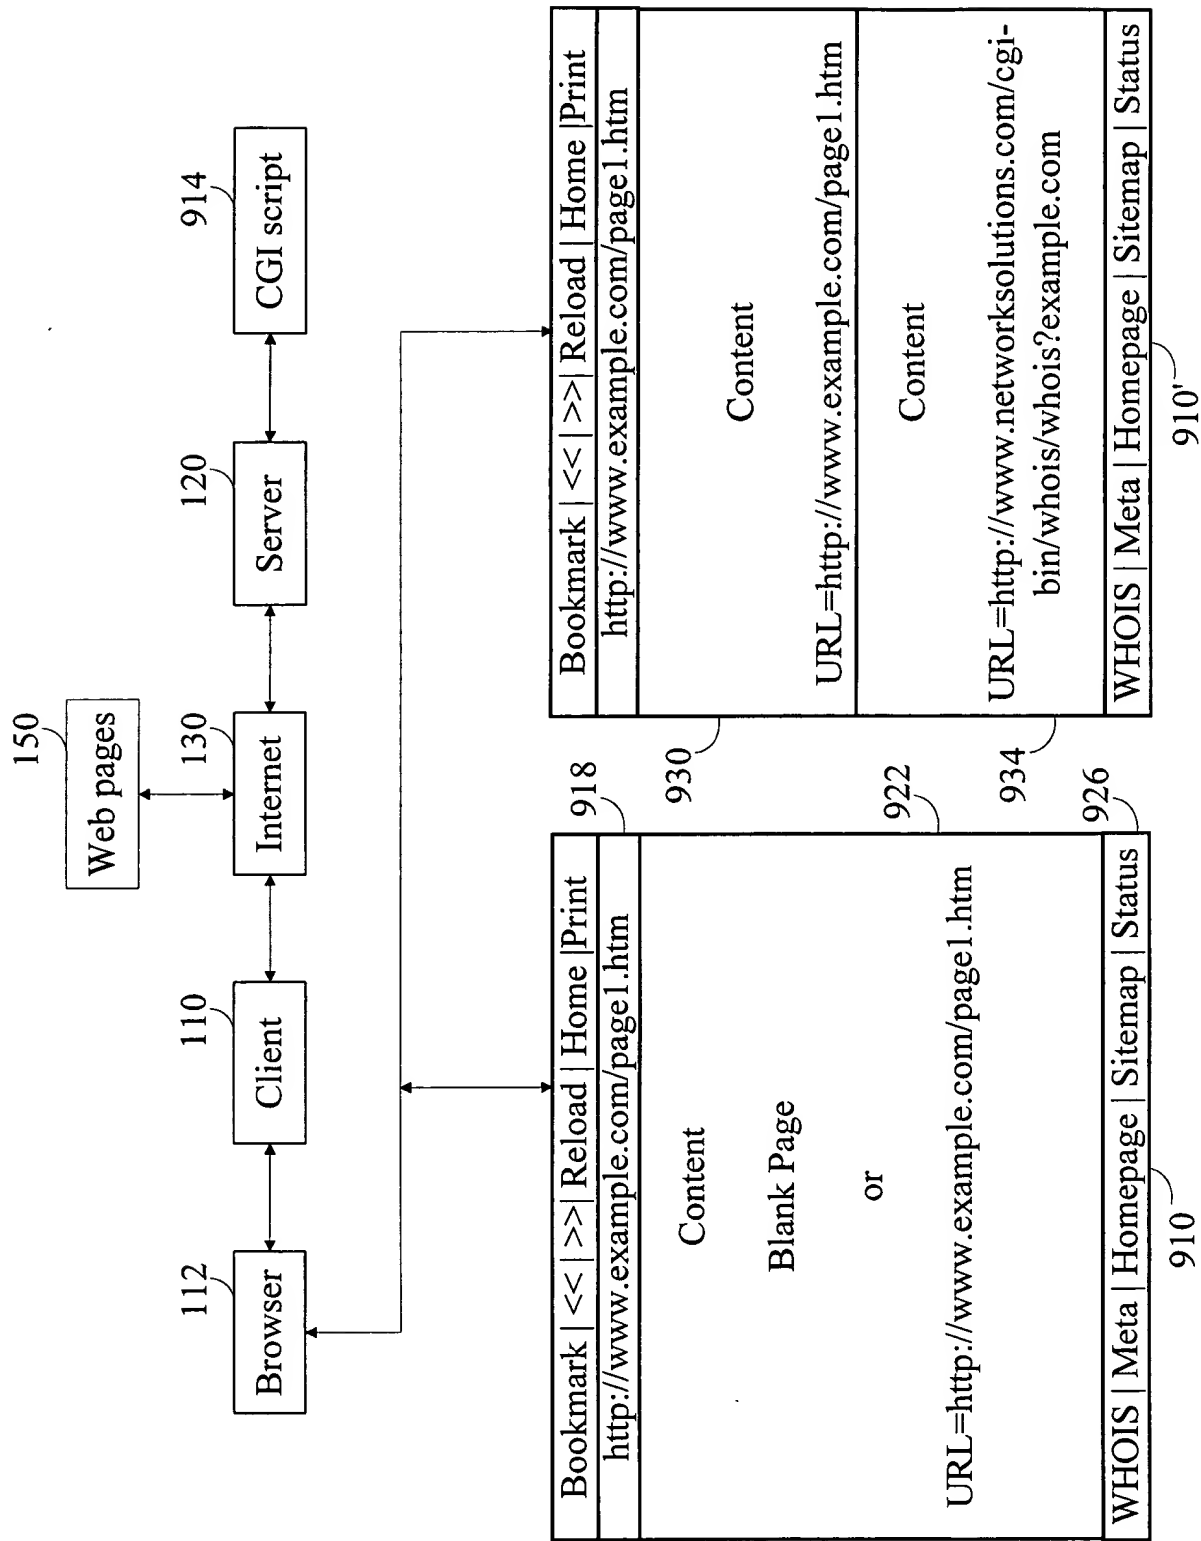 150
Web pages
112
Browser
110
Client
130
Internet
120
Server
914
CGI script
Bookmark | << | >>| Reload | Home |Print
http://www.example.com/page1.htm
918
Content
Blank Page
or
URL=http://www.example.com/page1.htm
922
WHOIS | Meta | Homepage | Sitemap | Status
926
910
Bookmark | << | >>| Reload | Home |Print
http://www.example.com/page1.htm
930
Content
URL=http://www.example.com/page1.htm
934
Content
URL=http://www.networksolutions.com/cgi-
bin/whois/whois?example.com
WHOIS | Meta | Homepage | Sitemap | Status
910'